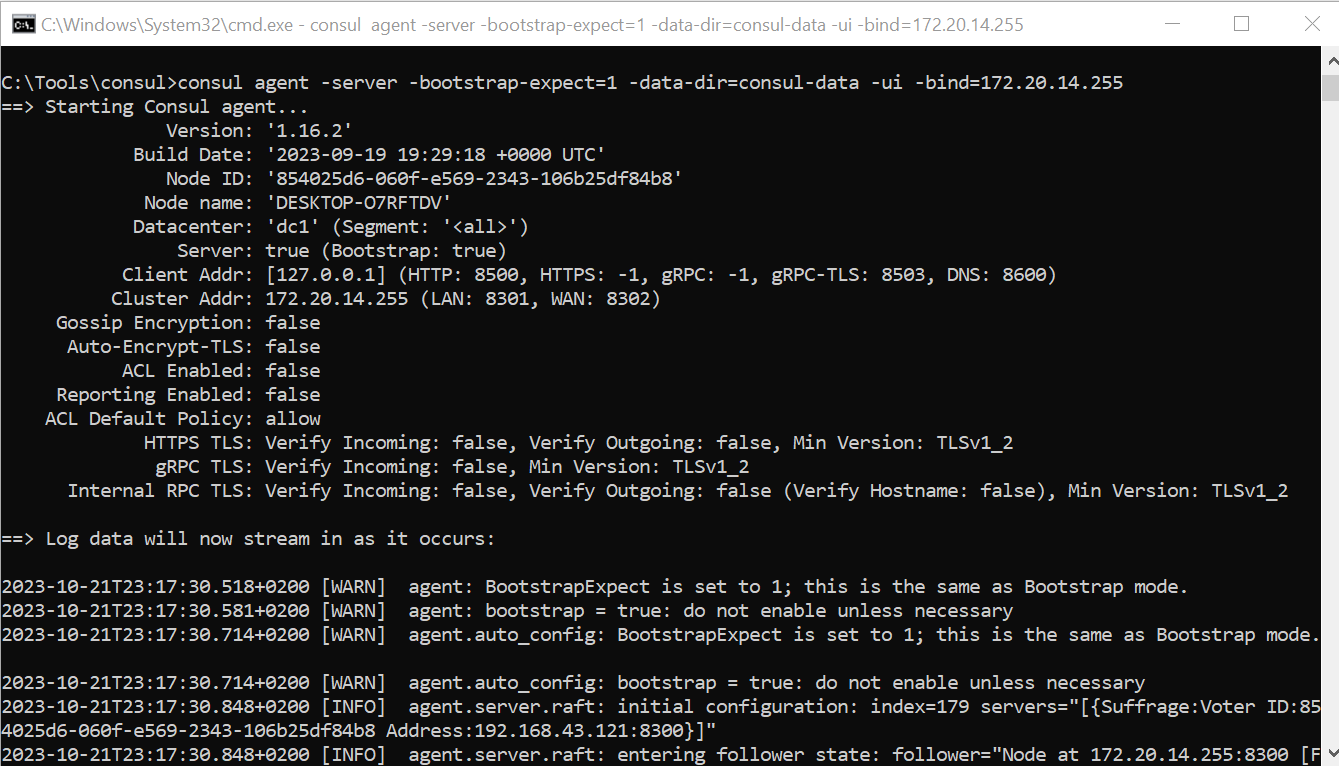 C:\Windows\System32\cmd.exe - consul  agent -server -bootstrap-expect=1 -data-dir=consul-data -ui -bind=172.20.14.255
C:\Tools\consul>consul agent -server -bootstrap-expect=1 -data-dir=consul-data -ui -bind=172.20.14.255
==> Starting Consul agent...
               Version: '1.16.2'
            Build Date: '2023-09-19 19:29:18 +0000 UTC'
               Node ID: '854025d6-060f-e569-2343-106b25df84b8'
             Node name: 'DESKTOP-O7RFTDV'
            Datacenter: 'dc1' (Segment: '<all>')
                Server: true (Bootstrap: true)
           Client Addr: [127.0.0.1] (HTTP: 8500, HTTPS: -1, gRPC: -1, gRPC-TLS: 8503, DNS: 8600)
          Cluster Addr: 172.20.14.255 (LAN: 8301, WAN: 8302)
     Gossip Encryption: false
      Auto-Encrypt-TLS: false
           ACL Enabled: false
     Reporting Enabled: false
    ACL Default Policy: allow
             HTTPS TLS: Verify Incoming: false, Verify Outgoing: false, Min Version: TLSv1_2
              gRPC TLS: Verify Incoming: false, Min Version: TLSv1_2
      Internal RPC TLS: Verify Incoming: false, Verify Outgoing: false (Verify Hostname: false), Min Version: TLSv1_2
==> Log data will now stream in as it occurs:
2023-10-21T23:17:30.518+0200 [WARN]  agent: BootstrapExpect is set to 1; this is the same as Bootstrap mode.
2023-10-21T23:17:30.581+0200 [WARN]  agent: bootstrap = true: do not enable unless necessary
2023-10-21T23:17:30.714+0200 [WARN]  agent.auto_config: BootstrapExpect is set to 1; this is the same as Bootstrap mode.
2023-10-21T23:17:30.714+0200 [WARN]  agent.auto_config: bootstrap = true: do not enable unless necessary
2023-10-21T23:17:30.848+0200 [INFO]  agent.server.raft: initial configuration: index=179 servers="[{Suffrage:Voter ID:85
4025d6-060f-e569-2343-106b25df84b8 Address:192.168.43.121:8300}]"
2023-10-21T23:17:30.848+0200 [INFO]  agent.server.raft: entering follower state: follower="Node at 172.20.14.255:8300 [F